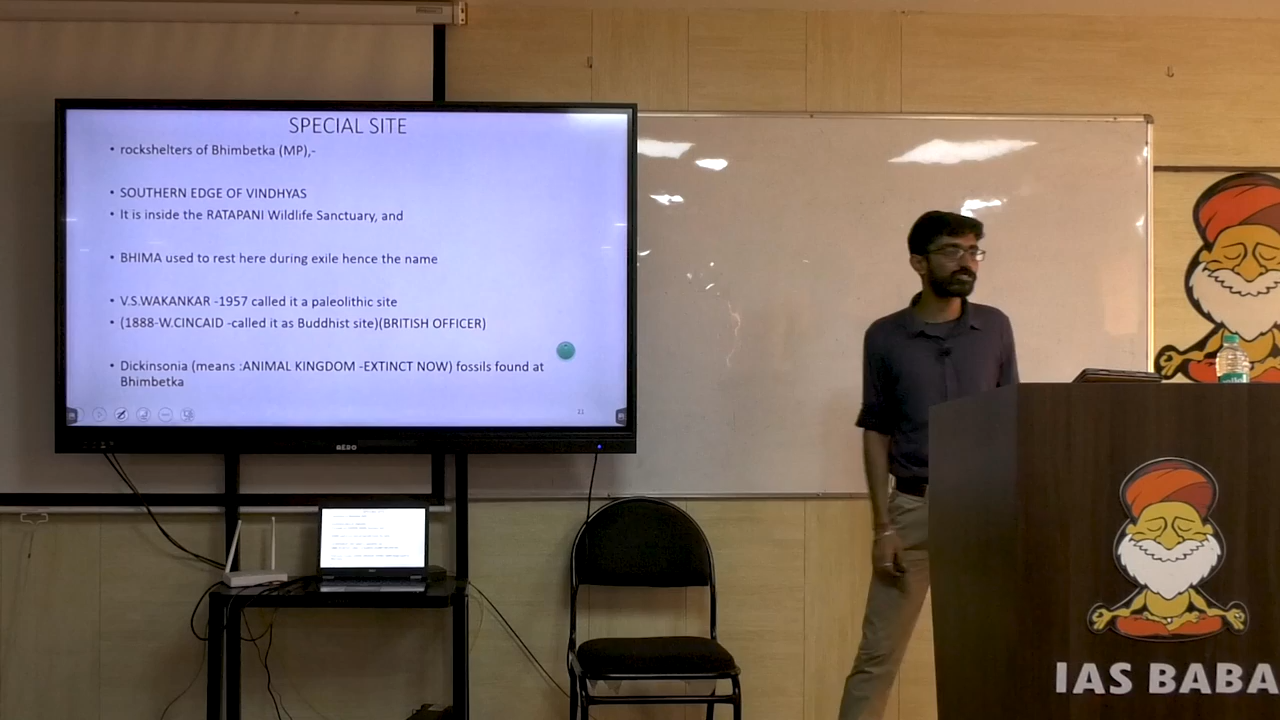 SPECIAL SITE
• rockshelters of Bhimbetka (MP),-
• SOUTHERN EDGE OF VINDHYAS
• It is inside the RATAPANI Wildlife Sanctuary, and
• BHIMA used to rest here during exile hence the name
• V.S.WAKANKAR -1957 called it a paleolithic site
• (1888-W.CINCAID -called it as Buddhist site)(BRITISH OFFICER)
• Dickinsonia (means :ANIMAL KINGDOM -EXTINCT NOW) fossils found at
Bhimbetka
21
IAS BABA